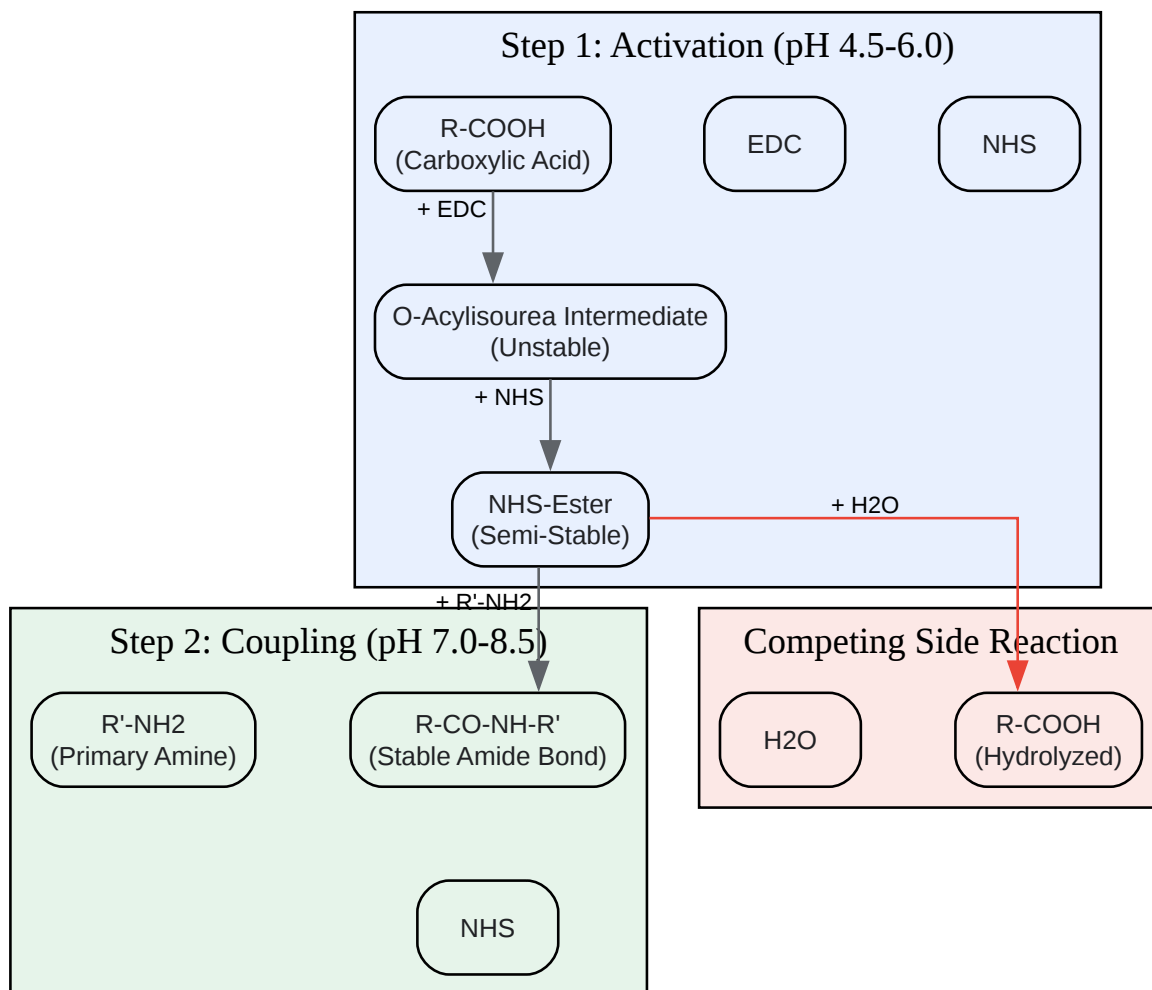 Step 1: Activation (pH 4.5-6.0)
R-COOH
(Carboxylic Acid)
EDC
NHS
+ EDC
O-Acylisourea Intermediate
(Unstable)
+ NHS
NHS-Ester
(Semi-Stable)
+ H2O
+ R'-NH2
Step 2: Coupling (pH 7.0-8.5)
R'-NH2
(Primary Amine)
R-CO-NH-R'
(Stable Amide Bond)
NHS
Competing Side Reaction
H2O
R-COOH
(Hydrolyzed)